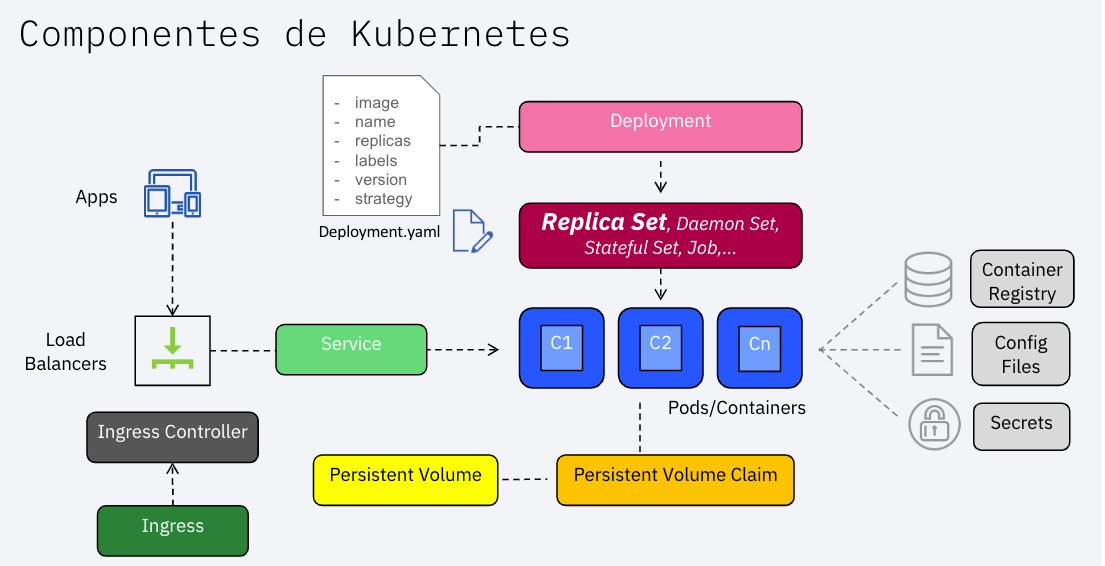 Componentes de Kubernetes
- image
- name
- replicas
- labels
- version
- strategy
Deployment.yaml
Deployment
Replica Set, Daemon Set,
Stateful Set, Job,...
Apps
Load
Balancers
Service
C1
C2
Cn
Pods/Containers
Container
Registry
Config
Files
Secrets
Ingress Controller
Ingress
Persistent Volume
Persistent Volume Claim